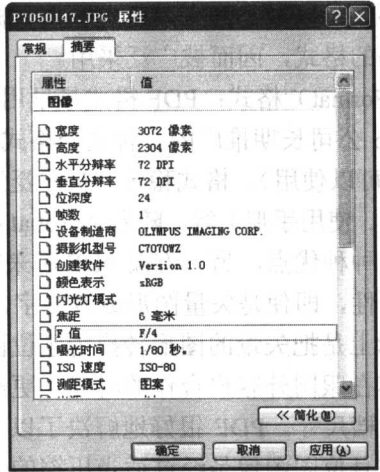 P7050147.JPG 属性
常规 摘要
属性 值
图像
宽度 3072 像素
高度 2304 像素
水平分辨率 72 DPI
垂直分辨率 72 DPI
位深度 24
帧数 1
设备制造商 OLYMPUS IMAGING CORP.
摄影机型号 C7070WZ
创建软件 Version 1.0
颜色表示 sRGB
闪光灯模式
焦距 6 毫米
F 值 F/4
曝光时间 1/80 秒。
ISO 速度 ISO-80
测距模式 图案
<< 简化(M)
确定 取消 应用(A)